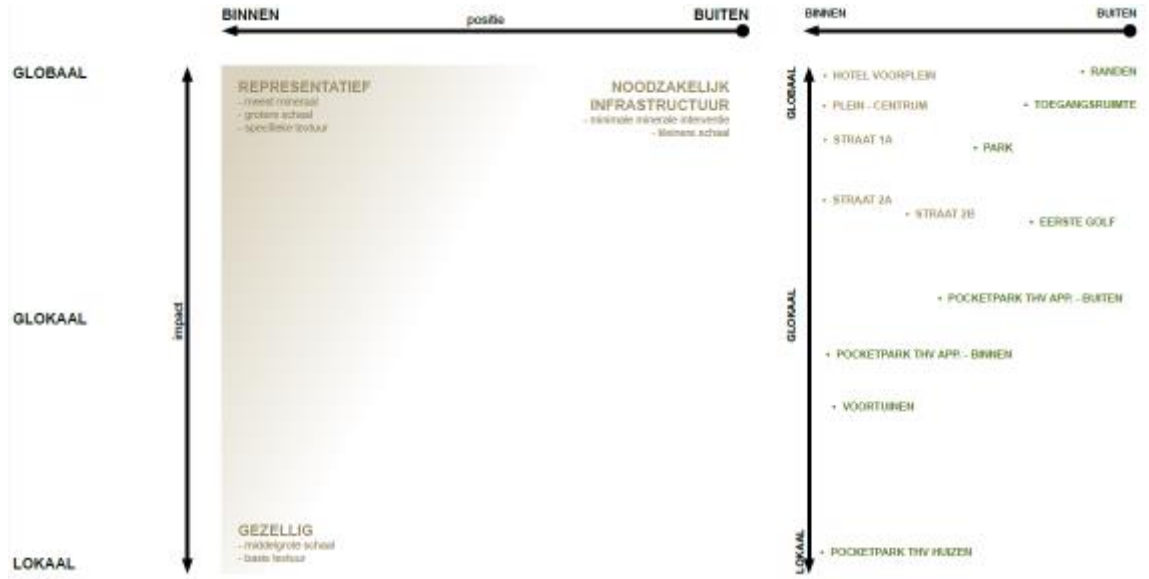 BINNEN
positie
BUITEN
GLOBAAL
REPRESENTATIEF
- meest mineraal
- grotere schaal
- specifieke textuur
NOODZAKELIJK
INFRASTRUCTUUR
- minimale minerale interventie
- kleinere schaal
impact
GLOKAAL
GEZELLIG
- middelgrote schaal
- basis textuur
LOKAAL
BINNEN
BUITEN
GLOBAAL
• HOTEL VOORPLEIN
• RANDEN
• PLEIN - CENTRUM
• TOEGANGSRUIMTE
• STRAAT 1A
• PARK
• STRAAT 2A
• STRAAT 2B
• EERSTE GOLF
GLOKAAL
• POCKETPARK THV APP. - BUITEN
• POCKETPARK THV APP. - BINNEN
• VOORTUINEN
LOKAAL
• POCKETPARK THV HUIZEN